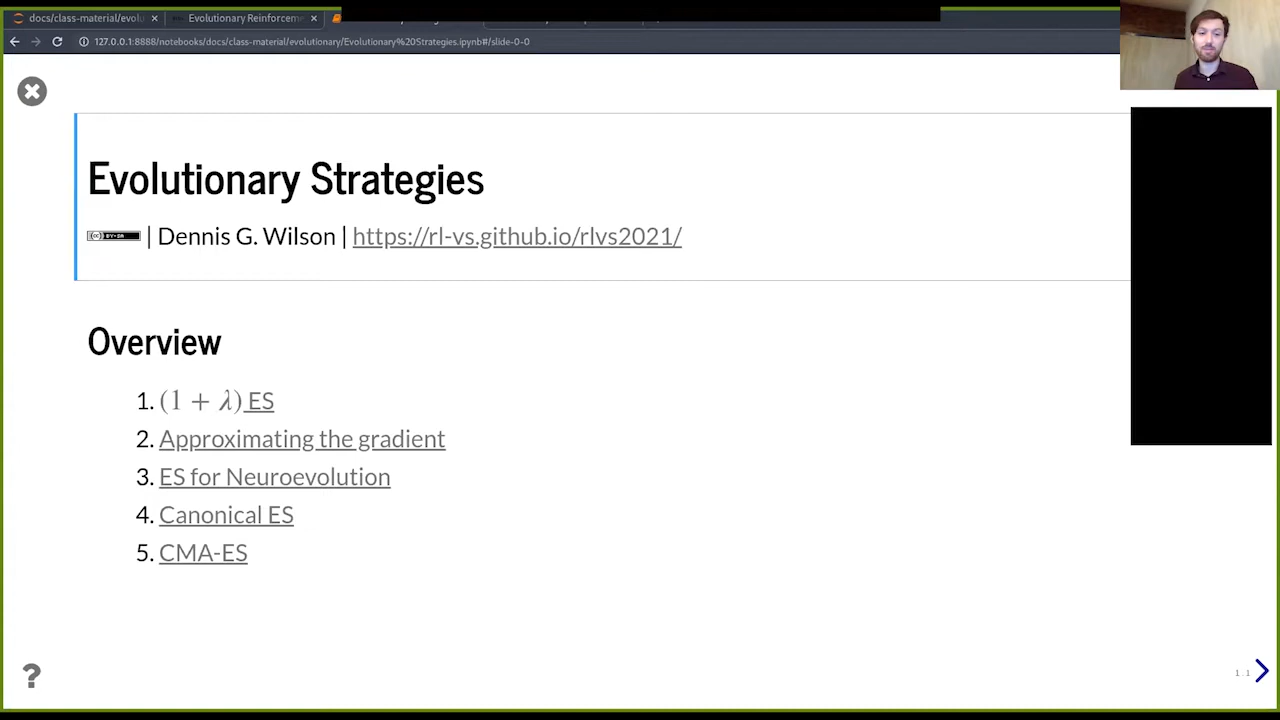 docs/class-material/evolu
Evolutionary Reinforceme
127.0.0.1:8888/notebooks/docs/class-material/evolutionary/Evolutionary%20Strategies.ipynb#/slide-0-0
Evolutionary Strategies
| Dennis G. Wilson | https://rl-vs.github.io/rlvs2021/
Overview
1. (1 + λ) ES
2. Approximating the gradient
3. ES for Neuroevolution
4. Canonical ES
5. CMA-ES
?
1.1